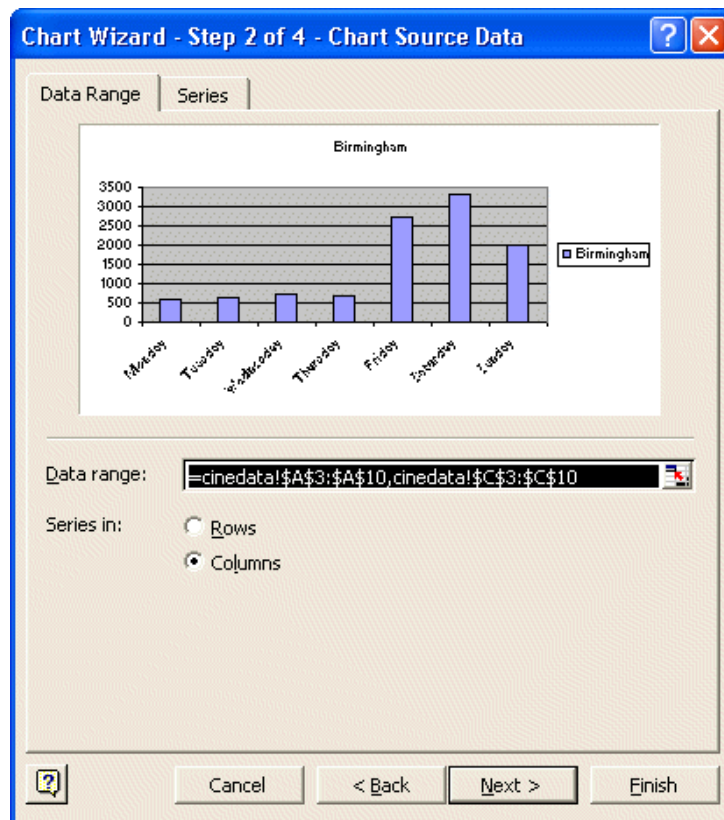 Chart Wizard - Step 2 of 4 - Chart Source Data
Data Range Series
Birmingham
3500
3000
2500
2000
1500
1000
500
0
Birmingham
Monday Tuesday Wednesday Thursday Friday Saturday Sunday
Data range: =cinedata!$A$3:$A$10,cinedata!$C$3:$C$10
Series in: Rows
Columns
Cancel < Back Next > Finish